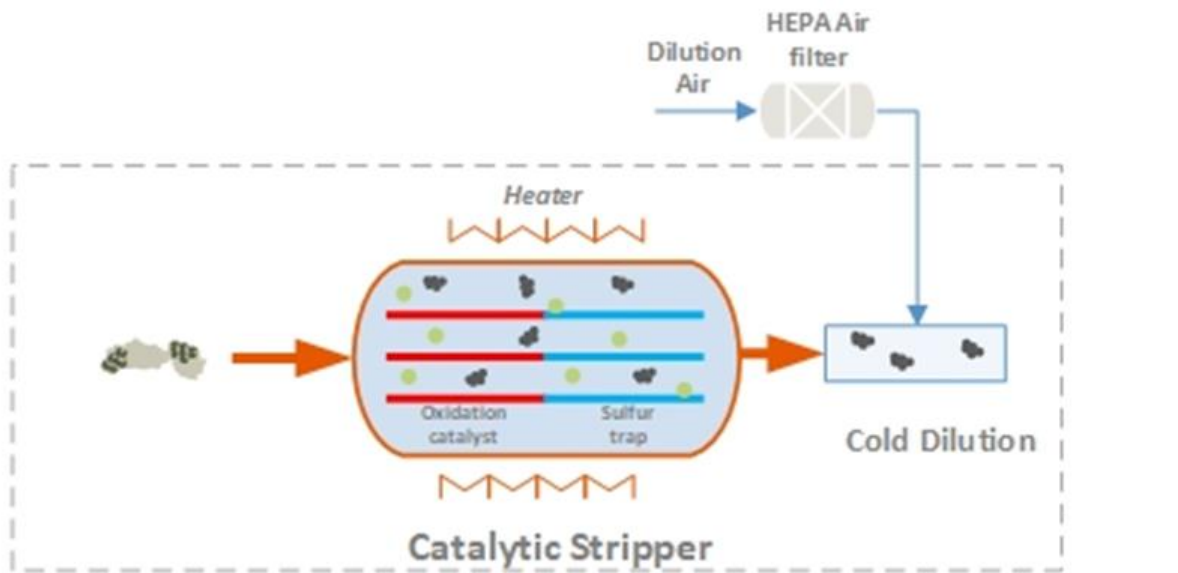 HEPA Air
filter
Dilution
Air
Heater
Oxidation
catalyst
Sulfur
trap
Cold Dilution
Catalytic Stripper